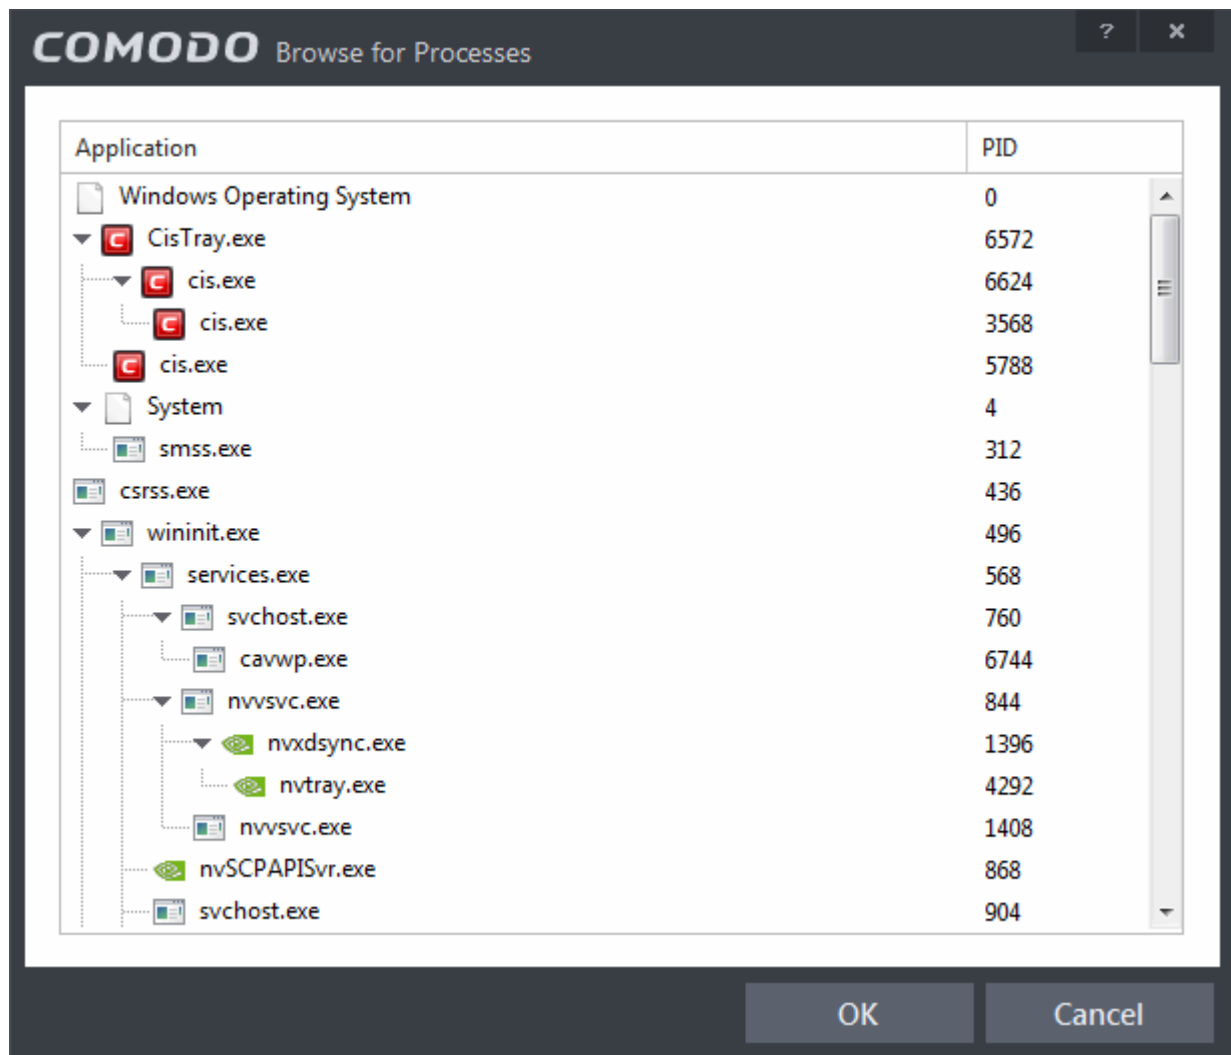 COMODO Browse for Processes ? ×
Application PID
Windows Operating System 0
CisTray.exe 6572
cis.exe 6624
cis.exe 3568
cis.exe 5788
System 4
smss.exe 312
csrss.exe 436
wininit.exe 496
services.exe 568
svchost.exe 760
cavwp.exe 6744
nvvsvc.exe 844
nvxdsync.exe 1396
nvtray.exe 4292
nvvsvc.exe 1408
nvSCPAPISvr.exe 868
svchost.exe 904
OK Cancel